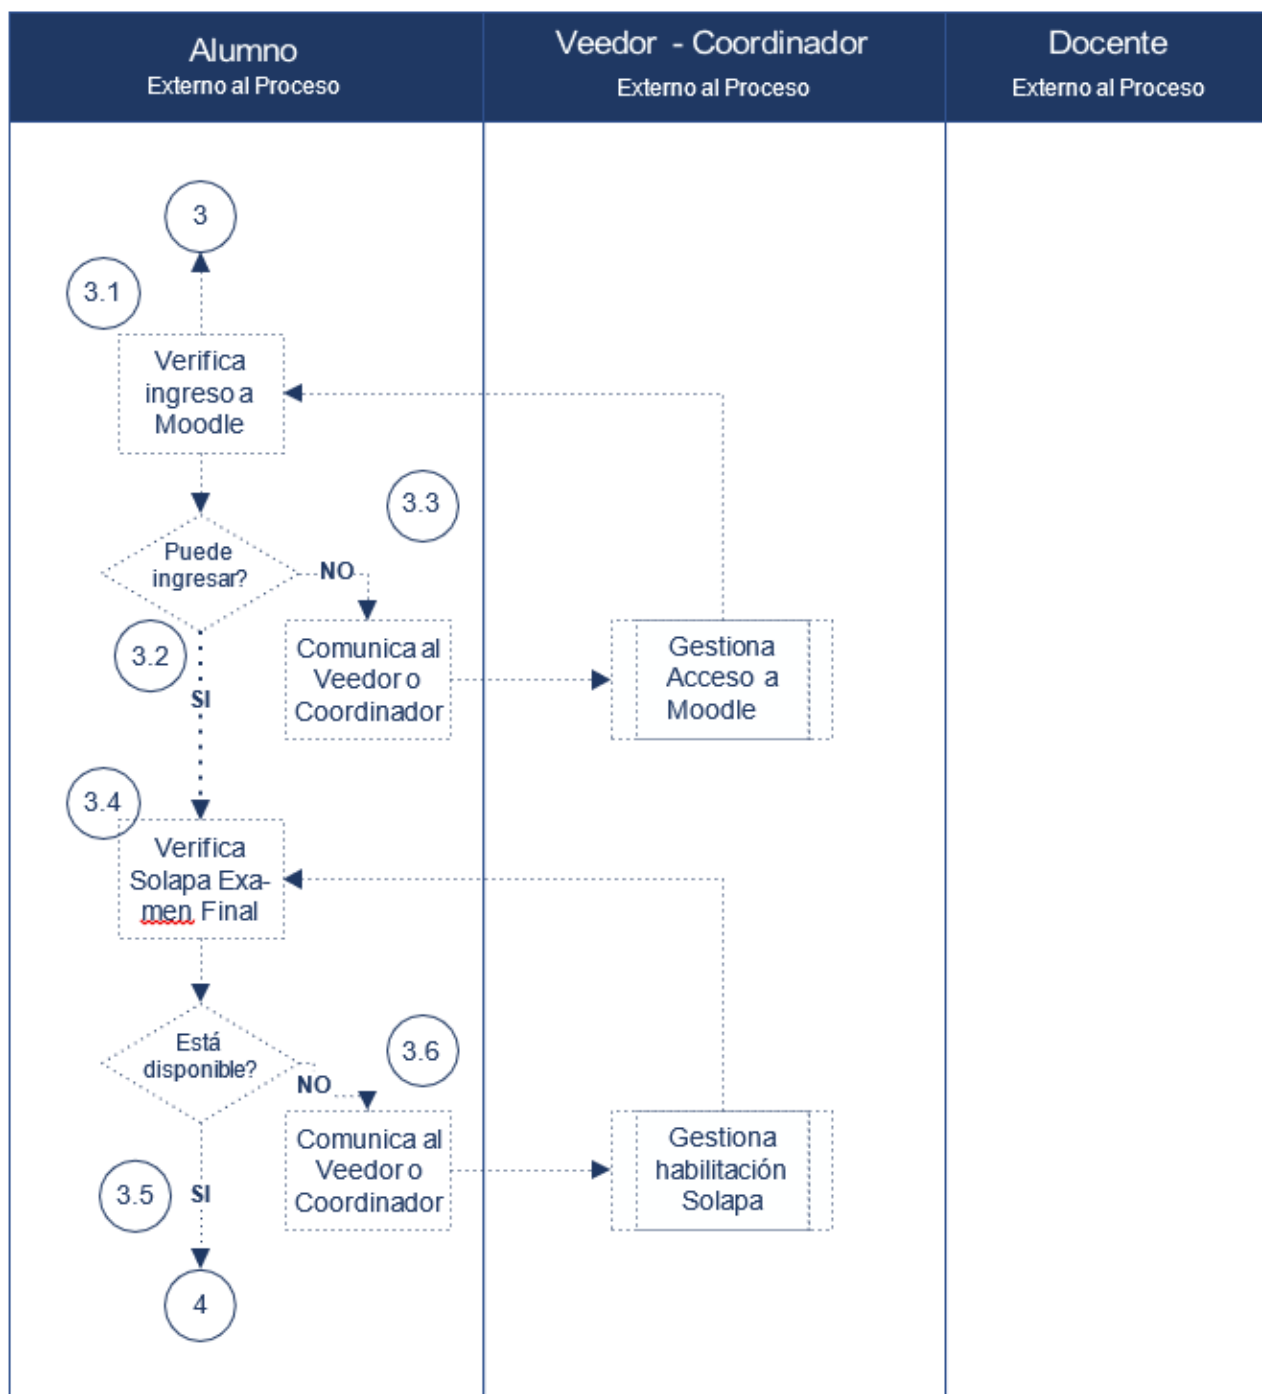 Alumno
Externo al Proceso
Veedor - Coordinador
Externo al Proceso
Docente
Externo al Proceso
3
3.1
Verifica
ingreso a
Moodle
3.3
Puede
ingresar?
NO
3.2
SI
Comunica al
Veedor o
Coordinador
Gestiona
Acceso a
Moodle
3.4
Verifica
Solapa Exa-
men Final
Está
disponible?
NO
3.6
Comunica al
Veedor o
Coordinador
Gestiona
habilitación
Solapa
3.5
SI
4